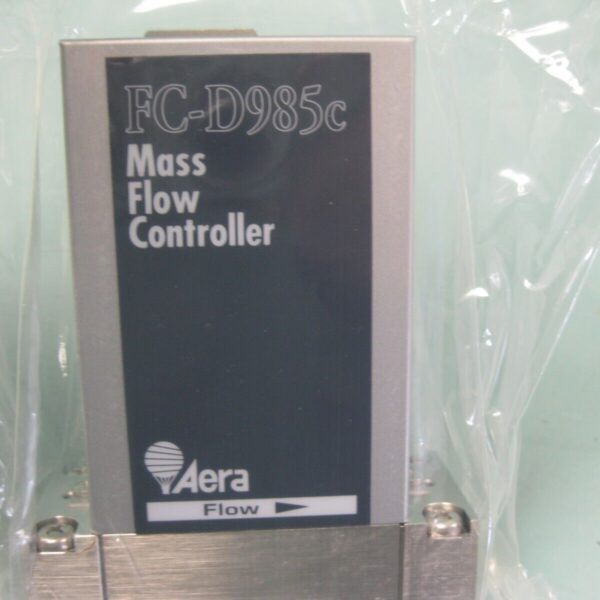 FC-D985c
Mass
Flow
Controller
Aera
Flow